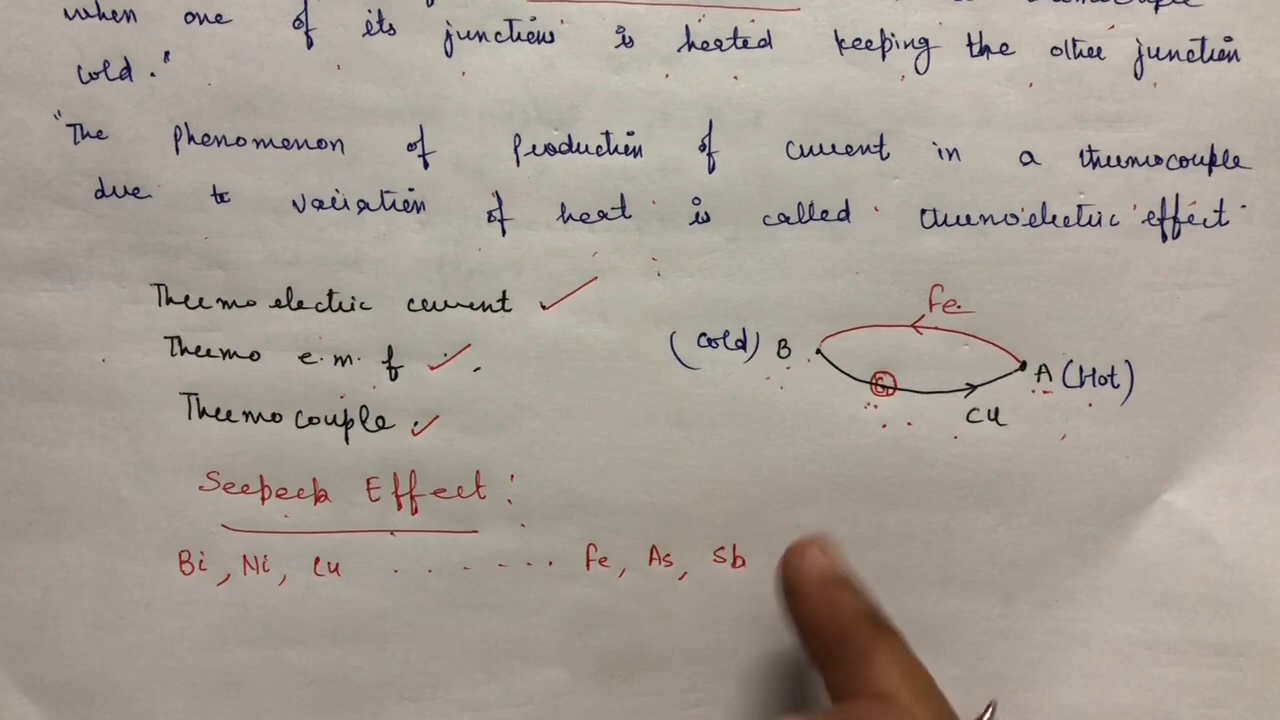 when one of its junctions is heated keeping the other junction
cold."
"The phenomenon of production of current in a thermocouple
due to variation of heat is called thermoelectric effect
Thermo electric current
Thermo e.m.f
Thermo couple
Seebeck Effect:
Bi, Ni, Cu ........ Fe, As, Sb
Fe.
(cold) B
G
A (Hot)
Cu